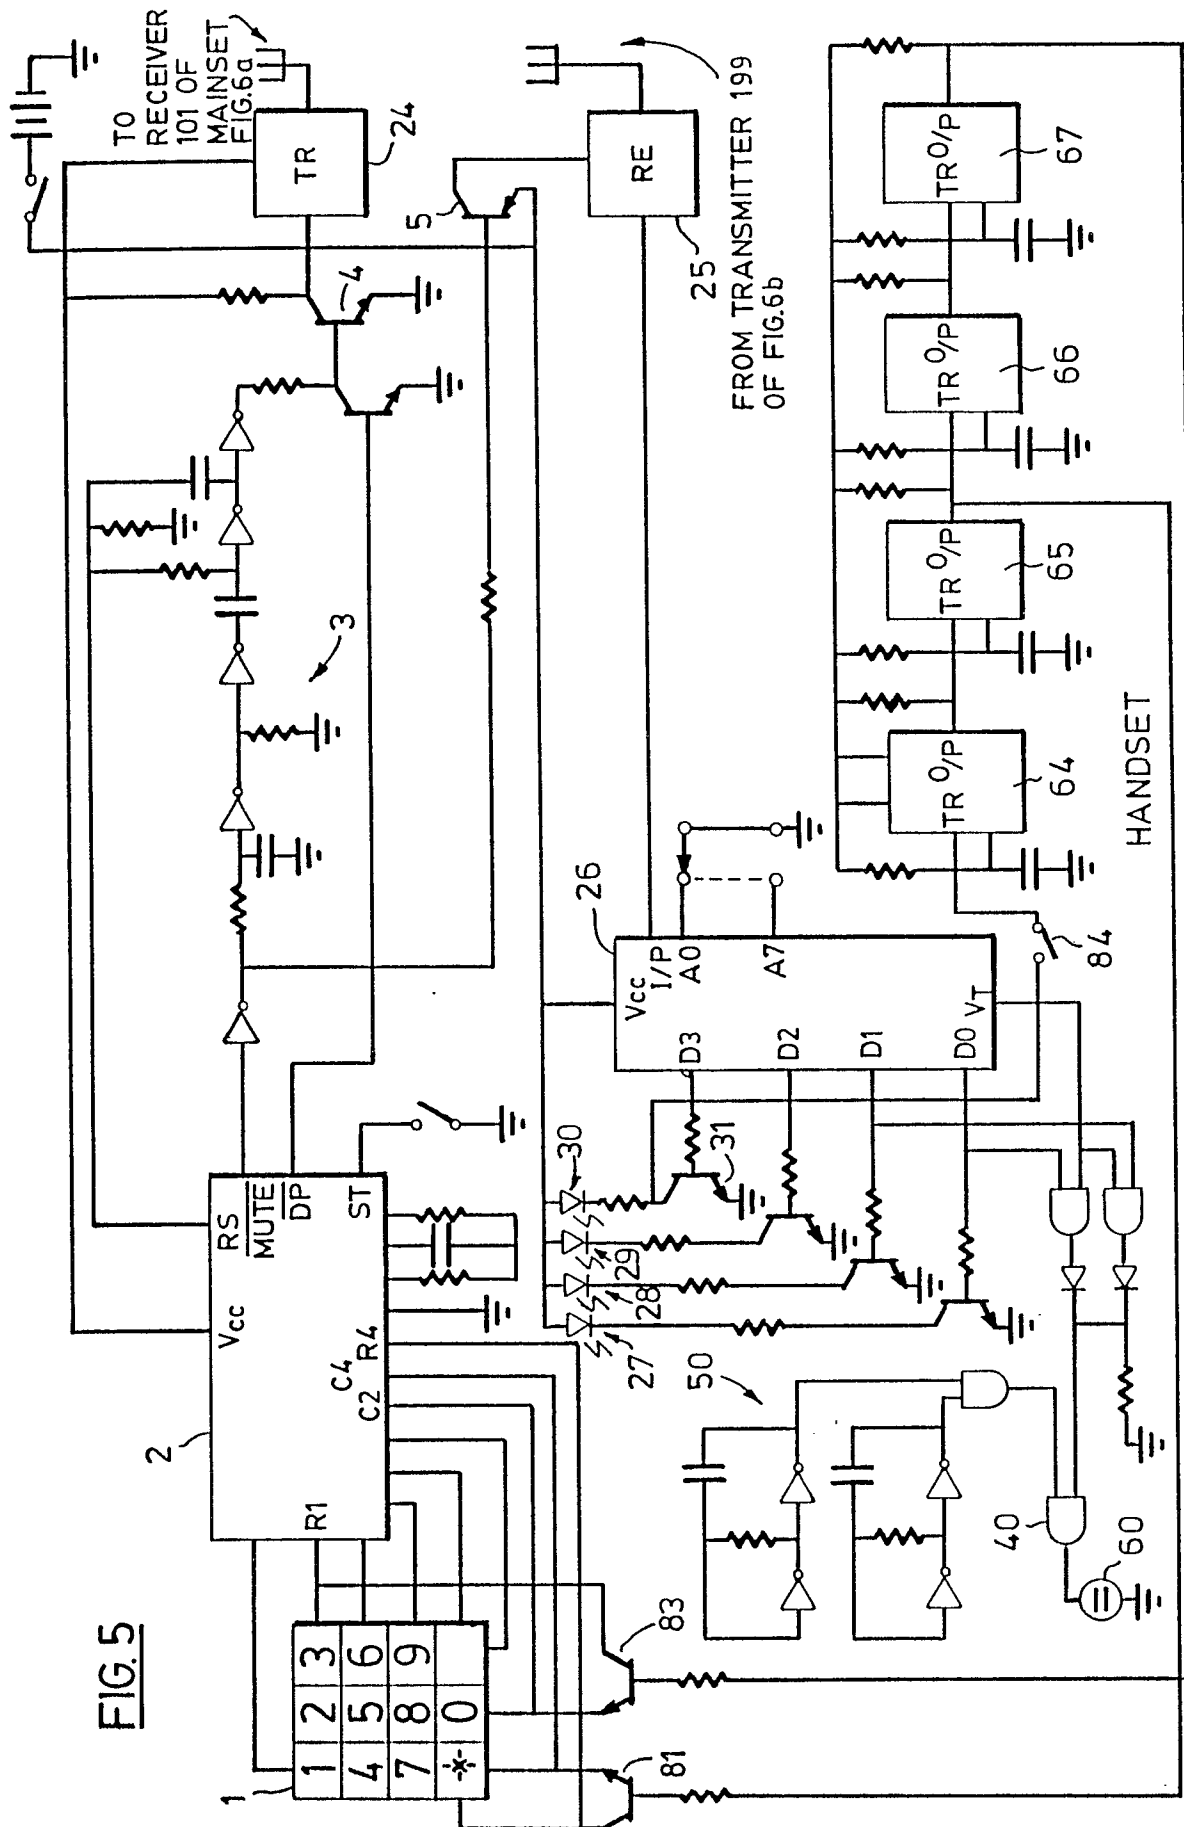 FIG. 5
1
1 2 3
4 5 6
7 8 9
* 0
2
R1
Vcc
RS
MUTE
DP
ST
C4
C2 R4
3
4
5
TO
RECEIVER
101 OF
MAINSET
FIG.6a
TR
24
RE
25
199
FROM TRANSMITTER
OF FIG.6b
26
Vcc
I/P
A0
A7
D3
D2
D1
D0
VT
30
31
29
28
27
50
40
60
83
81
84
TR O/P
64
TR O/P
65
TR O/P
66
TR O/P
67
HANDSET